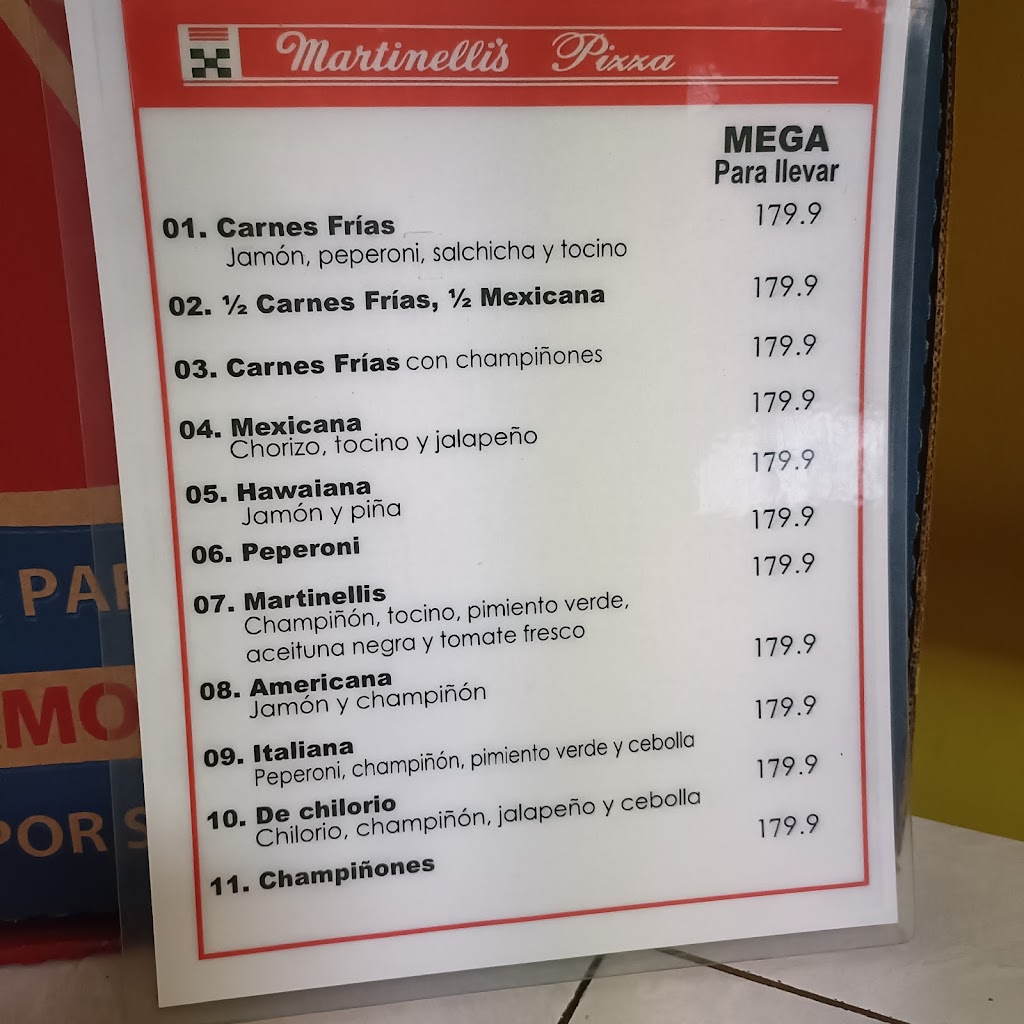 Martinelli's Pizza
MEGA
Para llevar
01. Carnes Frías 179.9
Jamón, peperoni, salchicha y tocino
02. ½ Carnes Frías, ½ Mexicana 179.9
03. Carnes Frías con champiñones 179.9
04. Mexicana 179.9
Chorizo, tocino y jalapeño
05. Hawaiana 179.9
Jamón y piña
06. Peperoni 179.9
07. Martinellis 179.9
Champiñón, tocino, pimiento verde,
aceituna negra y tomate fresco
08. Americana 179.9
Jamón y champiñón
09. Italiana 179.9
Peperoni, champiñón, pimiento verde y cebolla
10. De chilorio 179.9
Chilorio, champiñón, jalapeño y cebolla
11. Champiñones 179.9
POR